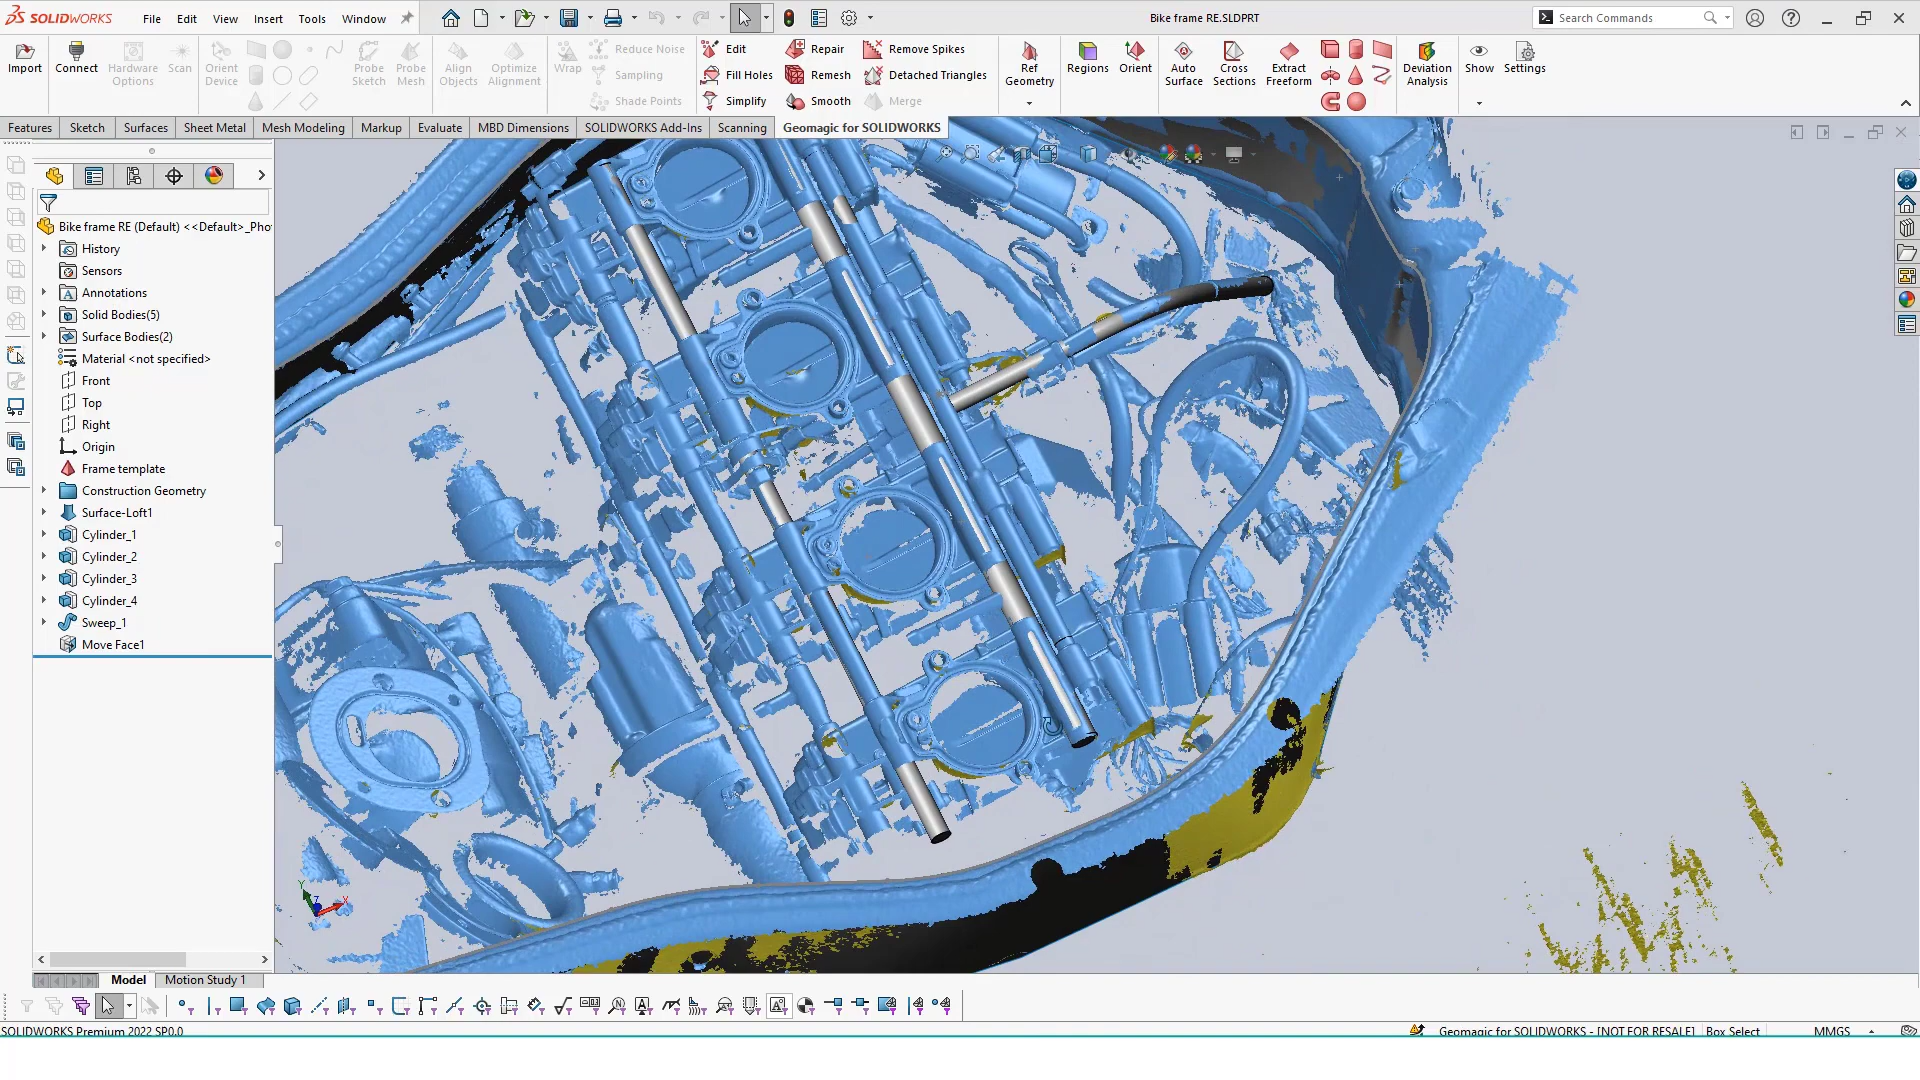 SOLIDWORKS File Edit View Insert Tools Window
Bike frame RE.SLDPRT
Search Commands
Import
Connect
Hardware Options
Scan
Orient Device
Probe Sketch
Probe Mesh
Align Objects
Optimize Alignment
Wrap
Reduce Noise
Sampling
Shade Points
Edit
Fill Holes
Simplify
Repair
Remesh
Smooth
Remove Spikes
Detached Triangles
Merge
Ref Geometry
Regions
Orient
Auto Surface
Cross Sections
Extract Freeform
Deviation Analysis
Show
Settings
Features Sketch Surfaces Sheet Metal Mesh Modeling Markup Evaluate MBD Dimensions SOLIDWORKS Add-Ins Scanning Geomagic for SOLIDWORKS
Bike frame RE (Default) <<Default>_Pho
History
Sensors
Annotations
Solid Bodies(5)
Surface Bodies(2)
Material <not specified>
Front
Top
Right
Origin
Frame template
Construction Geometry
Surface-Loft1
Cylinder_1
Cylinder_2
Cylinder_3
Cylinder_4
Sweep_1
Move Face1
Y
Z
X
Model Motion Study 1
SOLIDWORKS Premium 2022 SP0.0
Geomagic for SOLIDWORKS - [NOT FOR RESALE] Box Select MMGS